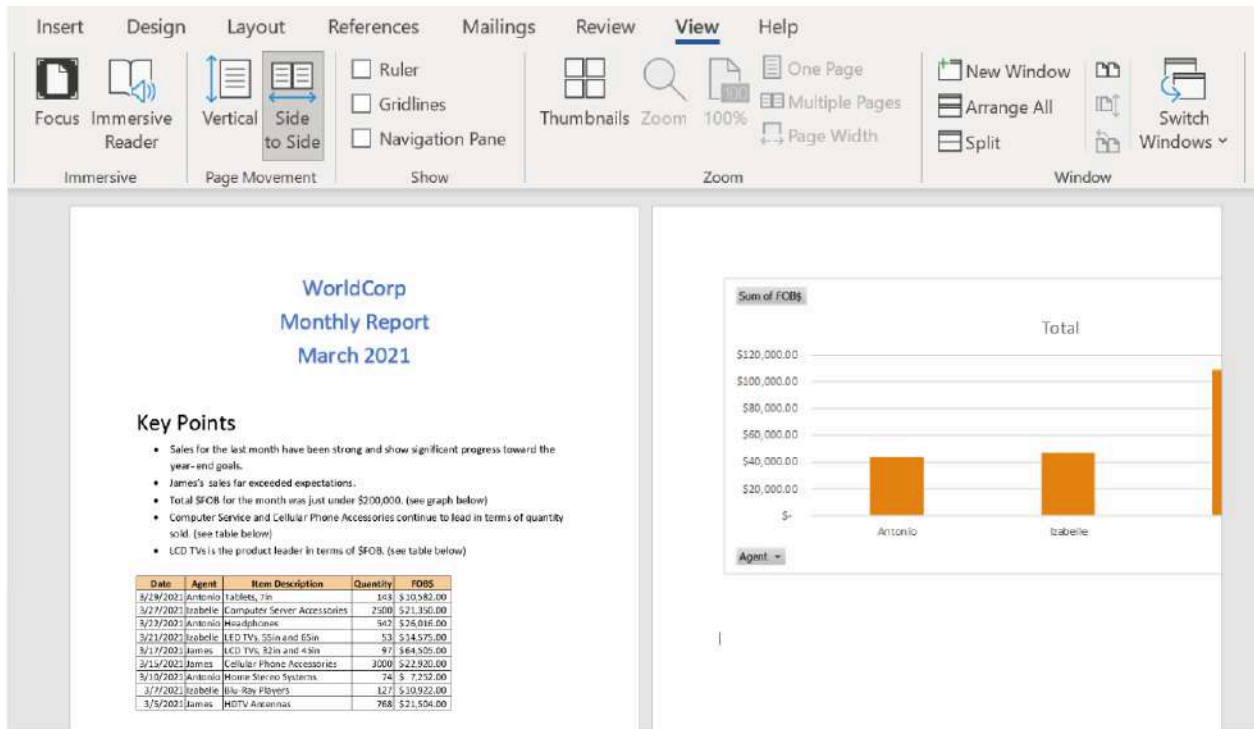 Insert Design Layout References Mailings Review View Help
Focus
Immersive Reader
Immersive
Vertical
Side to Side
Page Movement
Ruler
Gridlines
Navigation Pane
Show
Thumbnails
Zoom
100
100%
One Page
Multiple Pages
Page Width
Zoom
New Window
Arrange All
Split
Switch Windows
Window
WorldCorp
Monthly Report
March 2021
Key Points
• Sales for the last month have been strong and show significant progress toward the
year-end goals.
• James's sales far exceeded expectations.
• Total $FOB for the month was just under $200,000. (see graph below)
• Computer Service and Cellular Phone Accessories continue to lead in terms of quantity
sold. (see table below)
• LCD TVs is the product leader in terms of $FOB. (see table below)
Date Agent Item Description Quantity FOB$
3/29/2021 Antonio Tablets, 7in 143 $10,582.00
3/27/2021 Izabelle Computer Server Accessories 2500 $21,350.00
3/22/2021 Antonio Headphones 542 $26,016.00
3/21/2021 Izabelle LED TVs, 55in and 65in 53 $14,575.00
3/17/2021 James LCD TVs, 32in and 45in 97 $64,505.00
3/15/2021 James Cellular Phone Accessories 3000 $22,920.00
3/10/2021 Antonio Home Stereo Systems 74 $ 7,252.00
3/7/2021 Izabelle Blu-Ray Players 127 $10,922.00
3/5/2021 James HDTV Antennas 768 $21,504.00
Sum of FOB$
Total
$120,000.00
$100,000.00
$80,000.00
$60,000.00
$40,000.00
$20,000.00
$-
Antonio Izabelle
Agent